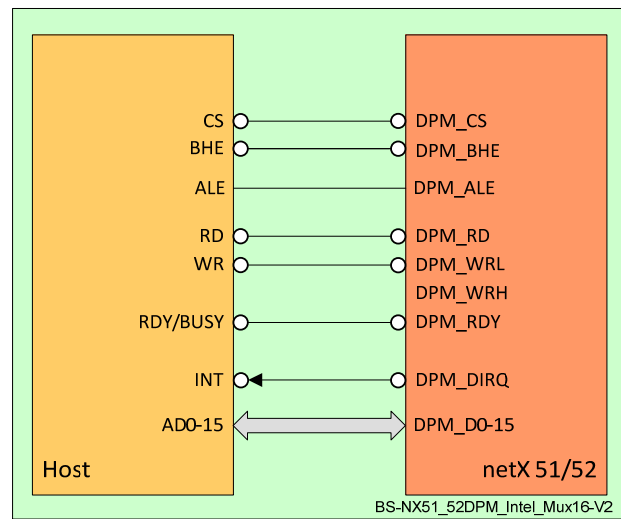 CS DPM_CS
BHE DPM_BHE
ALE DPM_ALE
RD DPM_RD
WR DPM_WRL
DPM_WRH
RDY/BUSY DPM_RDY
INT DPM_DIRQ
AD0-15 DPM_D0-15
Host netX 51/52
BS-NX51_52DPM_Intel_Mux16-V2